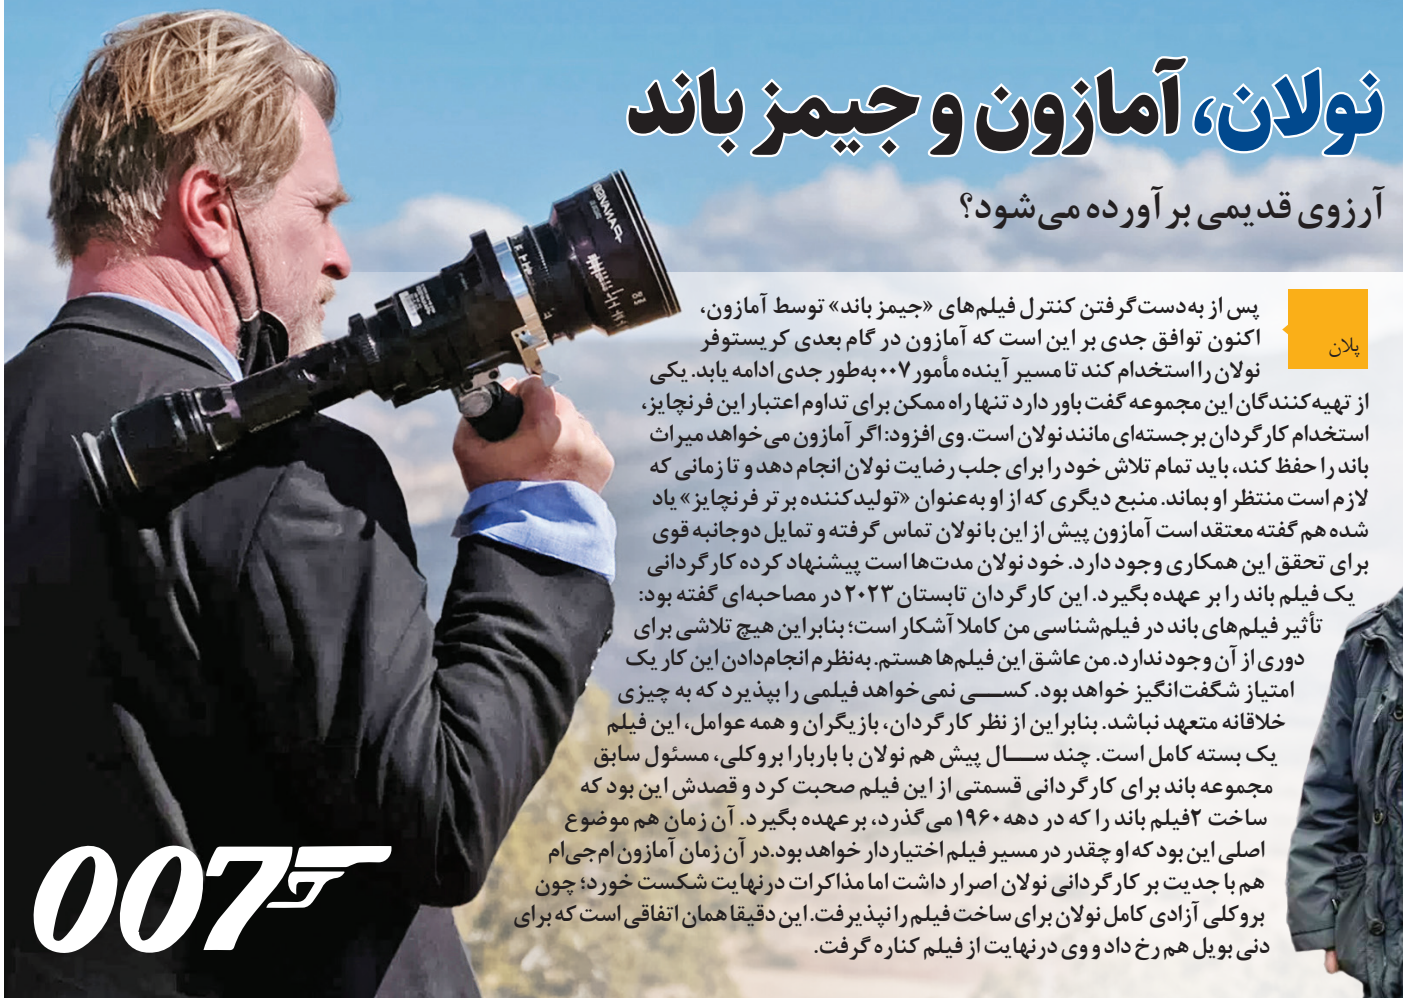 نولان، آمازون و جیمز باند
آرزوی قدیمی برآورده می‌شود؟
پلان
پس از به‌دست‌گرفتن کنترل فیلم‌های «جیمز باند» توسط آمازون،
اکنون توافق جدی بر این است که آمازون در گام بعدی کریستوفر
نولان را استخدام کند تا مسیر آینده مأمور ۰۰۷ به‌طور جدی ادامه یابد. یکی
از تهیه‌کنندگان این مجموعه گفت باور دارد تنها راه ممکن برای تداوم اعتبار این فرنچایز،
استخدام کارگردان برجسته‌ای مانند نولان است. وی افزود: اگر آمازون می‌خواهد میراث
باند را حفظ کند، باید تمام تلاش خود را برای جلب رضایت نولان انجام دهد و تا زمانی که
لازم است منتظر او بماند. منبع دیگری که از او به‌عنوان «تولیدکننده برتر فرنچایز» یاد
شده هم گفته معتقد است آمازون پیش از این با نولان تماس گرفته و تمایل دوجانبه قوی
برای تحقق این همکاری وجود دارد. خود نولان مدت‌ها است پیشنهاد کرده کارگردانی
یک فیلم باند را بر عهده بگیرد. این کارگردان تابستان ۲۰۲۳ در مصاحبه‌ای گفته بود:
تأثیر فیلم‌های باند در فیلم‌شناسی من کاملا آشکار است؛ بنابراین هیچ تلاشی برای
دوری از آن وجود ندارد. من عاشق این فیلم‌ها هستم. به‌نظرم انجام‌دادن این کار یک
امتیاز شگفت‌انگیز خواهد بود. کســـی نمی‌خواهد فیلمی را بپذیرد که به چیزی
خلاقانه متعهد نباشد. بنابراین از نظر کارگردان، بازیگران و همه عوامل، این فیلم
یک بسته کامل است. چند ســـال پیش هم نولان با باربارا بروکلی، مسئول سابق
مجموعه باند برای کارگردانی قسمتی از این فیلم صحبت کرد و قصدش این بود که
ساخت ۲فیلم باند را که در دهه ۱۹۶۰ می‌گذرد، برعهده بگیرد. آن زمان هم موضوع
اصلی این بود که او چقدر در مسیر فیلم اختیاردار خواهد بود.در آن زمان آمازون ام‌جی‌ام
هم با جدیت بر کارگردانی نولان اصرار داشت اما مذاکرات درنهایت شکست خورد؛ چون
بروکلی آزادی کامل نولان برای ساخت فیلم را نپذیرفت. این دقیقا همان اتفاقی است که برای
دنی بویل هم رخ داد و وی درنهایت از فیلم کناره گرفت.
PANAVISION
007